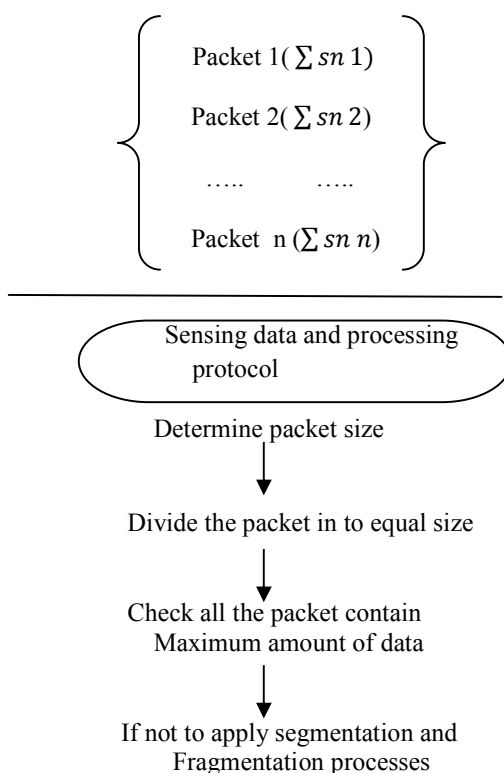 Packet 1(∑ sn 1)
Packet 2(∑ sn 2)
….. …..
Packet n (∑ sn n)
Sensing data and processing
protocol
Determine packet size
Divide the packet in to equal size
Check all the packet contain
Maximum amount of data
If not to apply segmentation and
Fragmentation processes